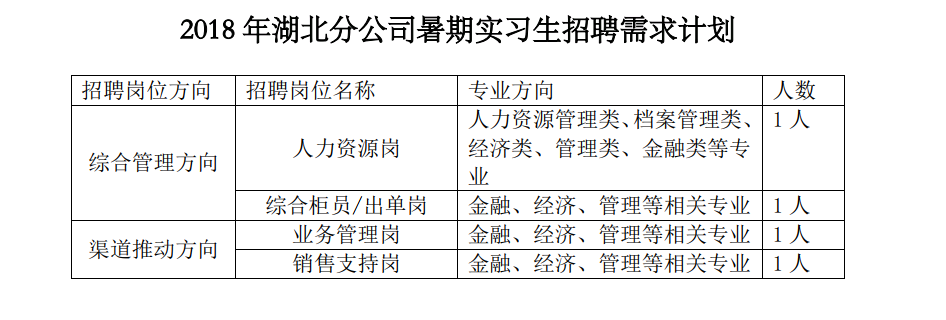 2018 年湖北分公司暑期实习生招聘需求计划
招聘岗位方向 招聘岗位名称 专业方向 人数
综合管理方向 人力资源岗 人力资源管理类、档案管理类、 1 人
经济类、管理类、金融类等专
业
综合柜员/出单岗 金融、经济、管理等相关专业 1 人
渠道推动方向 业务管理岗 金融、经济、管理等相关专业 1 人
销售支持岗 金融、经济、管理等相关专业 1 人